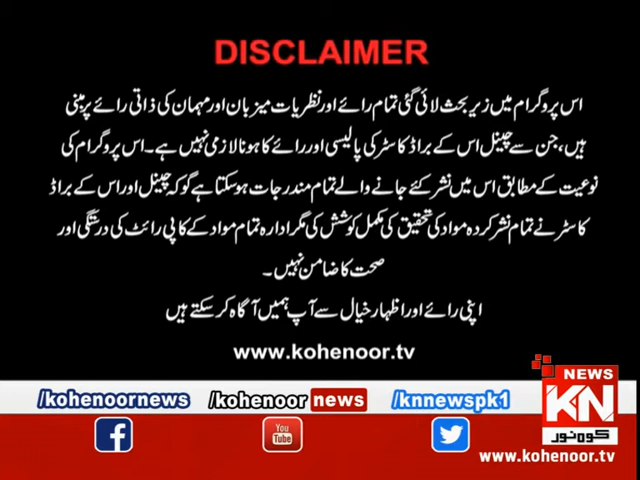 DISCLAIMER
اس پروگرام میں زیر بحث لائی گئی تمام رائے اور نظریات میزبان اور مہمان کی ذاتی رائے پر مبنی
ہیں، جن سے چینل اس کے براڈ کاسٹر کی پالیسی اور رائے کا ہونا لازمی نہیں ہے۔ اس پروگرام کی
نوعیت کے مطابق اس میں نشر کئے جانے والے تمام مندرجات ہوسکتا ہے گو کہ چینل اور اس کے براڈ
کاسٹر نے تمام نشر کردہ مواد کی تحقیق کی مکمل کوشش کی مگر ادارہ تمام مواد کے کاپی رائٹ کی درستگی اور
صحت کا ضامن نہیں۔
اپنی رائے اور اظہار خیال سے آپ ہمیں آگاہ کر سکتے ہیں
www.kohenoor.tv
/kohenoornews /kohenoor news /knnewspk1
You Tube
NEWS
KN
کوہ نور
www.kohenoor.tv